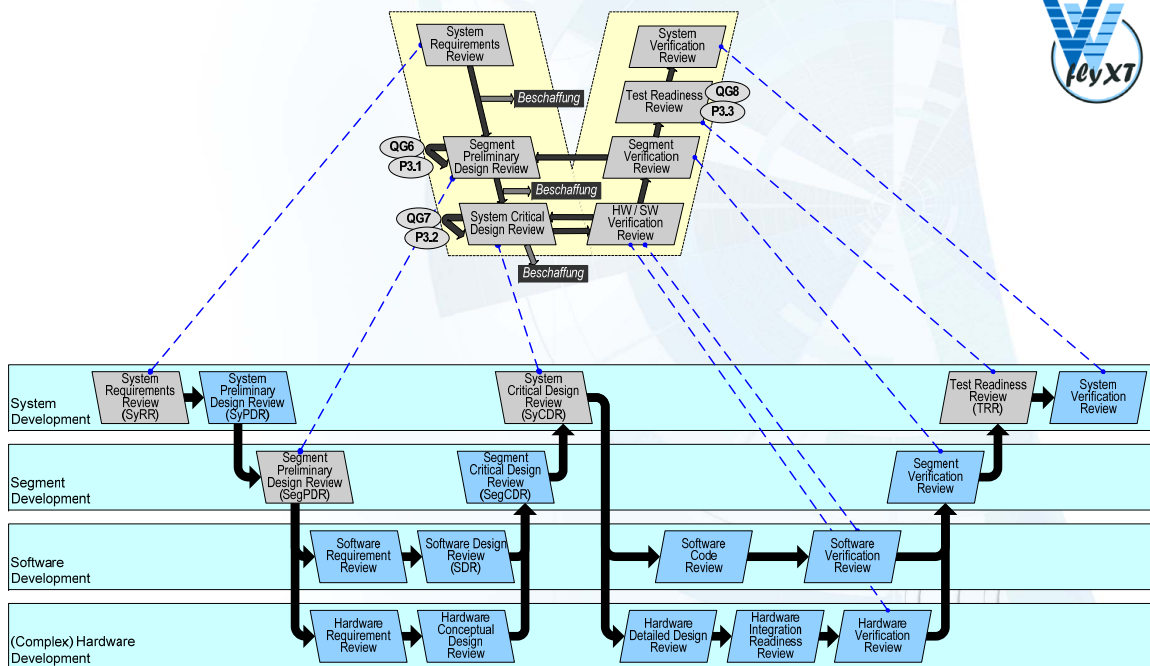 System
Requirements
Review
System
Verification
Review
flyXT
Beschaffung
Test Readiness
Review
QG8
P3.3
QG6
P3.1
Segment
Preliminary
Design Review
Segment
Verification
Review
Beschaffung
QG7
P3.2
System Critical
Design Review
HW / SW
Verification
Review
Beschaffung
System
Development
System
Requirements
Review
(SyRR)
System
Preliminary
Design Review
(SyPDR)
System
Critical Design
Review
(SyCDR)
Test Readiness
Review
(TRR)
System
Verification
Review
Segment
Development
Segment
Preliminary
Design Review
(SegPDR)
Segment
Critical Design
Review
(SegCDR)
Segment
Verification
Review
Software
Development
Software
Requirement
Review
Software Design
Review
(SDR)
Software
Code
Review
Software
Verification
Review
(Complex) Hardware
Development
Hardware
Requirement
Review
Hardware
Conceptual
Design
Review
Hardware
Detailed Design
Review
Hardware
Integration
Readiness
Review
Hardware
Verification
Review